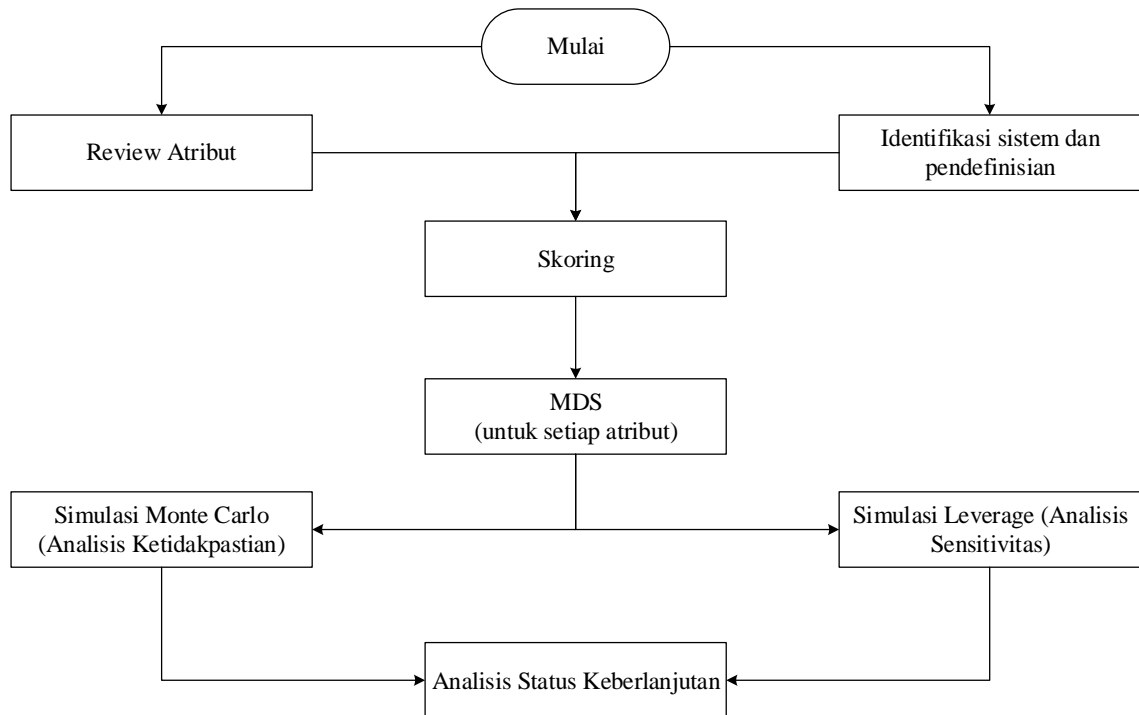 Mulai
Review Atribut
Identifikasi sistem dan
pendefinisian
Skoring
MDS
(untuk setiap atribut)
Simulasi Monte Carlo
(Analisis Ketidakpastian)
Simulasi Leverage (Analisis
Sensitivitas)
Analisis Status Keberlanjutan